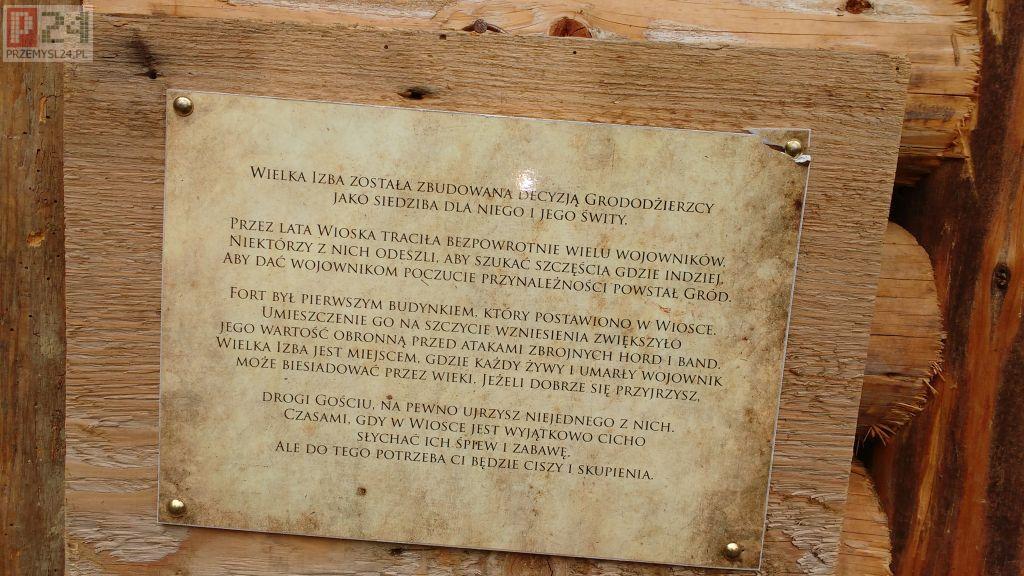 P24
PRZEMYSL24.PL
Wielka Izba została zbudowana decyzją Grododzierżcy
jako siedziba dla niego i jego świty.
Przez lata Wioska traciła bezpowrotnie wielu wojowników.
Niektórzy z nich odeszli, aby szukać szczęścia gdzie indziej.
Aby dać wojownikom poczucie przynależności powstał Gród.
Fort był pierwszym budynkiem, który postawiono w Wiosce.
Umieszczenie go na szczycie wzniesienia zwiększyło
jego wartość obronną przed atakami zbrojnych hord i band.
Wielka Izba jest miejscem, gdzie każdy żywy i umarły wojownik
może biesiadować przez wieki. Jeżeli dobrze się przyjrzysz,
drogi Gościu, na pewno ujrzysz niejednego z nich.
Czasami, gdy w Wiosce jest wyjątkowo cicho
słychać ich śpiew i zabawę.
Ale do tego potrzeba ci będzie ciszy i skupienia.